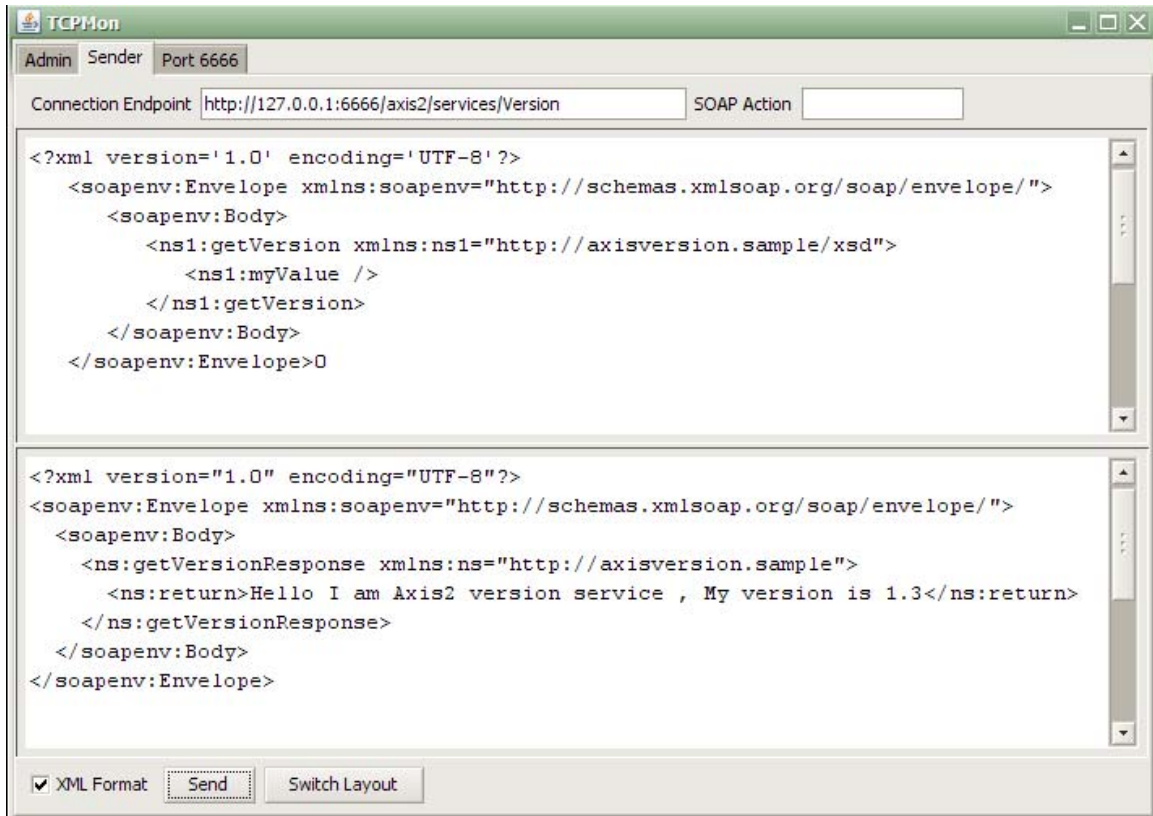 TCPMon
Admin Sender Port 6666
Connection Endpoint http://127.0.0.1:6666/axis2/services/Version SOAP Action
<?xml version='1.0' encoding='UTF-8'?>
<soapenv:Envelope xmlns:soapenv="http://schemas.xmlsoap.org/soap/envelope/">
<soapenv:Body>
<ns1:getVersion xmlns:ns1="http://axisversion.sample/xsd">
<ns1:myValue />
</ns1:getVersion>
</soapenv:Body>
</soapenv:Envelope>0
<?xml version="1.0" encoding="UTF-8"?>
<soapenv:Envelope xmlns:soapenv="http://schemas.xmlsoap.org/soap/envelope/">
<soapenv:Body>
<ns:getVersionResponse xmlns:ns="http://axisversion.sample">
<ns:return>Hello I am Axis2 version service , My version is 1.3</ns:return>
</ns:getVersionResponse>
</soapenv:Body>
</soapenv:Envelope>
XML Format Send Switch Layout